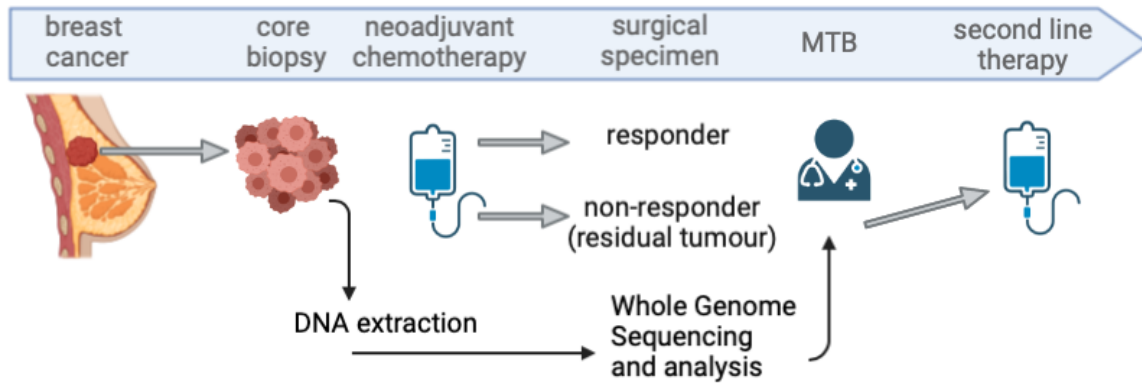 breast
cancer
core
biopsy
neoadjuvant
chemotherapy
surgical
specimen
MTB
second line
therapy
responder
non-responder
(residual tumour)
DNA extraction
Whole Genome
Sequencing
and analysis